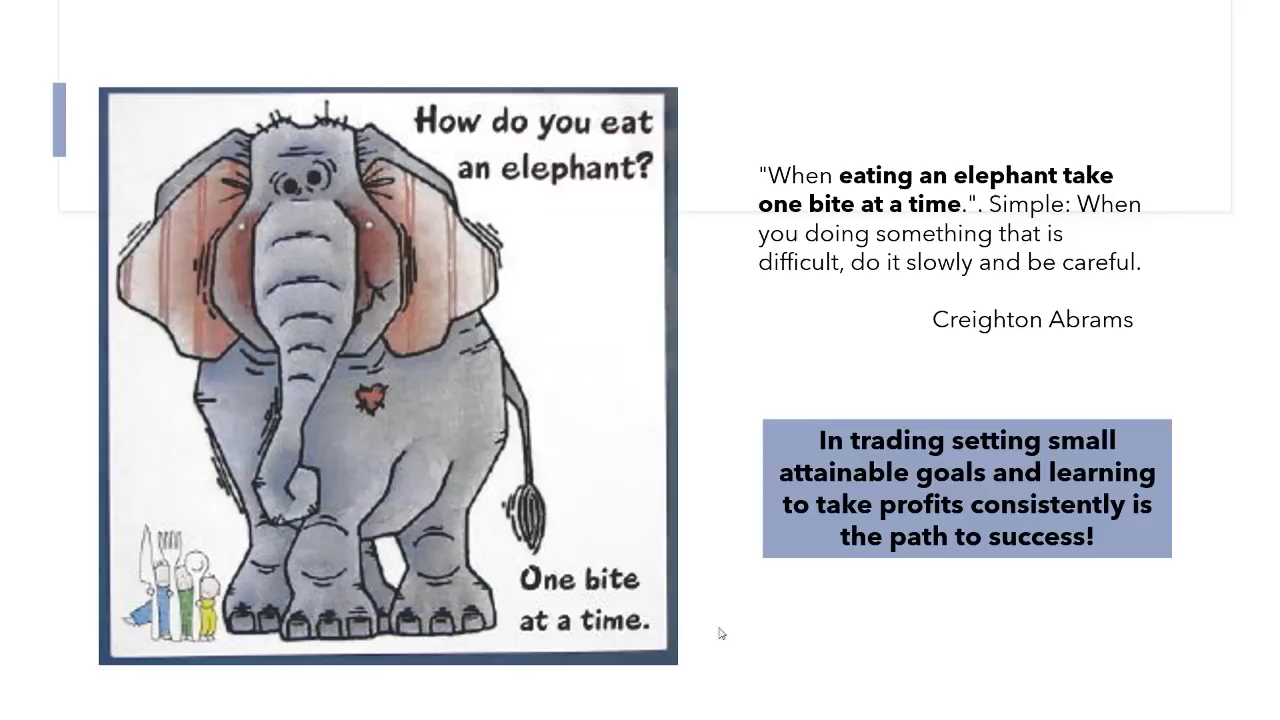 How do you eat
an elephant?
One bite
at a time.
"When eating an elephant take
one bite at a time.". Simple: When
you doing something that is
difficult, do it slowly and be careful.
Creighton Abrams
In trading setting small
attainable goals and learning
to take profits consistently is
the path to success!